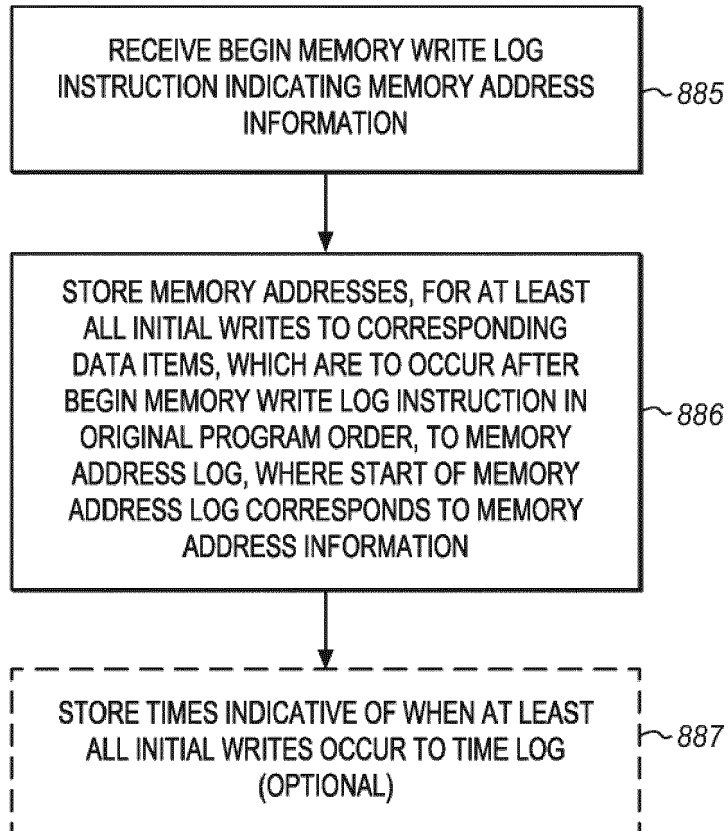 RECEIVE BEGIN MEMORY WRITE LOG
INSTRUCTION INDICATING MEMORY ADDRESS
INFORMATION
885
STORE MEMORY ADDRESSES, FOR AT LEAST
ALL INITIAL WRITES TO CORRESPONDING
DATA ITEMS, WHICH ARE TO OCCUR AFTER
BEGIN MEMORY WRITE LOG INSTRUCTION IN
ORIGINAL PROGRAM ORDER, TO MEMORY
ADDRESS LOG, WHERE START OF MEMORY
ADDRESS LOG CORRESPONDS TO MEMORY
ADDRESS INFORMATION
886
STORE TIMES INDICATIVE OF WHEN AT LEAST
ALL INITIAL WRITES OCCUR TO TIME LOG
(OPTIONAL)
887